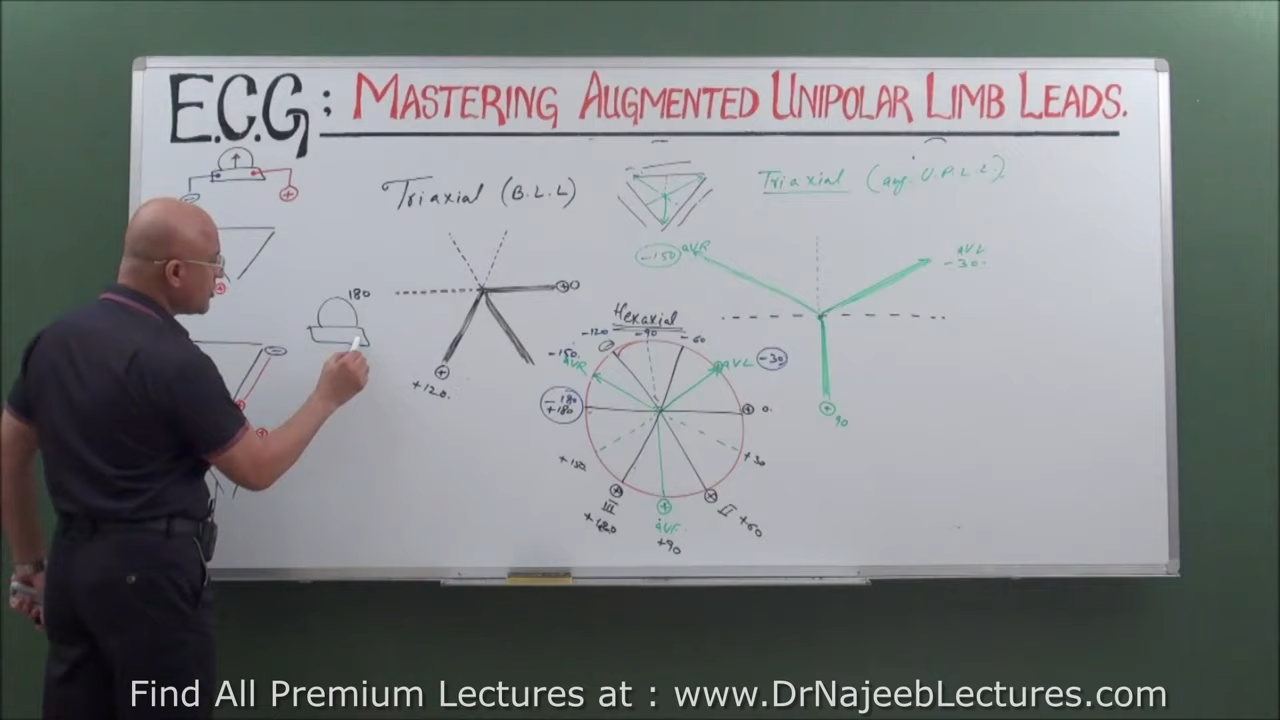 E.C.G: MASTERING AUGMENTED UNIPOLAR LIMB LEADS.
Triaxial (B.L.L)
Triaxial (aug. U.P.L.L)
-150 aVR
aVL
-30
180
0
+120
90
Hexaxial
-120
-90
-60
-150
aVR
aVL
-30
-180
+180
0
+150
+30
III
II
+60
aVF
+90
Find All Premium Lectures at : www.DrNajeebLectures.com